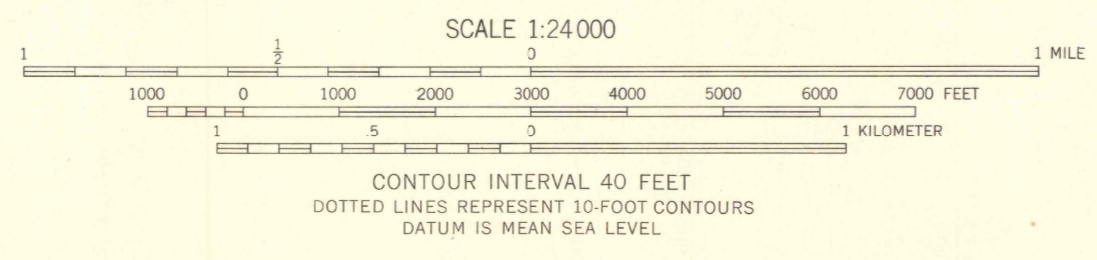 SCALE 1:24 000
1 1/2 0 1 MILE
1000 0 1000 2000 3000 4000 5000 6000 7000 FEET
1 .5 0 1 KILOMETER
CONTOUR INTERVAL 40 FEET
DOTTED LINES REPRESENT 10-FOOT CONTOURS
DATUM IS MEAN SEA LEVEL